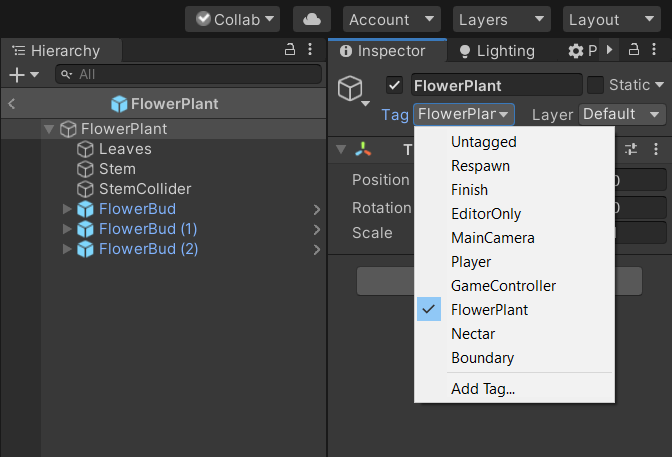 Collab
Account
Layers
Layout
Hierarchy
Inspector
Lighting
P
All
FlowerPlant
FlowerPlant
Static
Tag
FlowerPlar
Layer
Default
FlowerPlant
Leaves
Stem
StemCollider
FlowerBud
FlowerBud (1)
FlowerBud (2)
T
Position
Rotation
Scale
Untagged
Respawn
Finish
EditorOnly
MainCamera
Player
GameController
FlowerPlant
Nectar
Boundary
Add Tag...